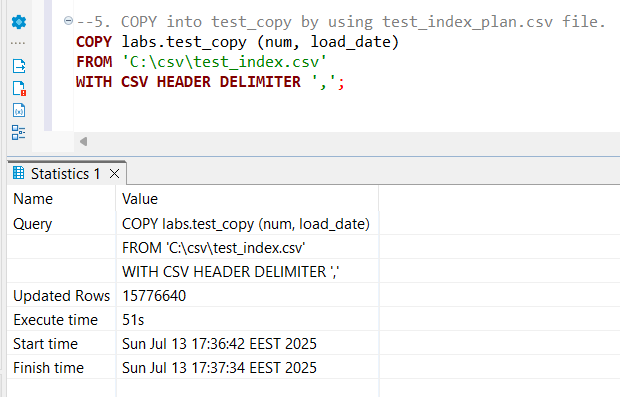 --5. COPY into test_copy by using test_index_plan.csv file.
COPY labs.test_copy (num, load_date)
FROM 'C:\csv\test_index.csv'
WITH CSV HEADER DELIMITER ',';
Statistics 1
Name Value
Query COPY labs.test_copy (num, load_date)
FROM 'C:\csv\test_index.csv'
WITH CSV HEADER DELIMITER ','
Updated Rows 15776640
Execute time 51s
Start time Sun Jul 13 17:36:42 EEST 2025
Finish time Sun Jul 13 17:37:34 EEST 2025